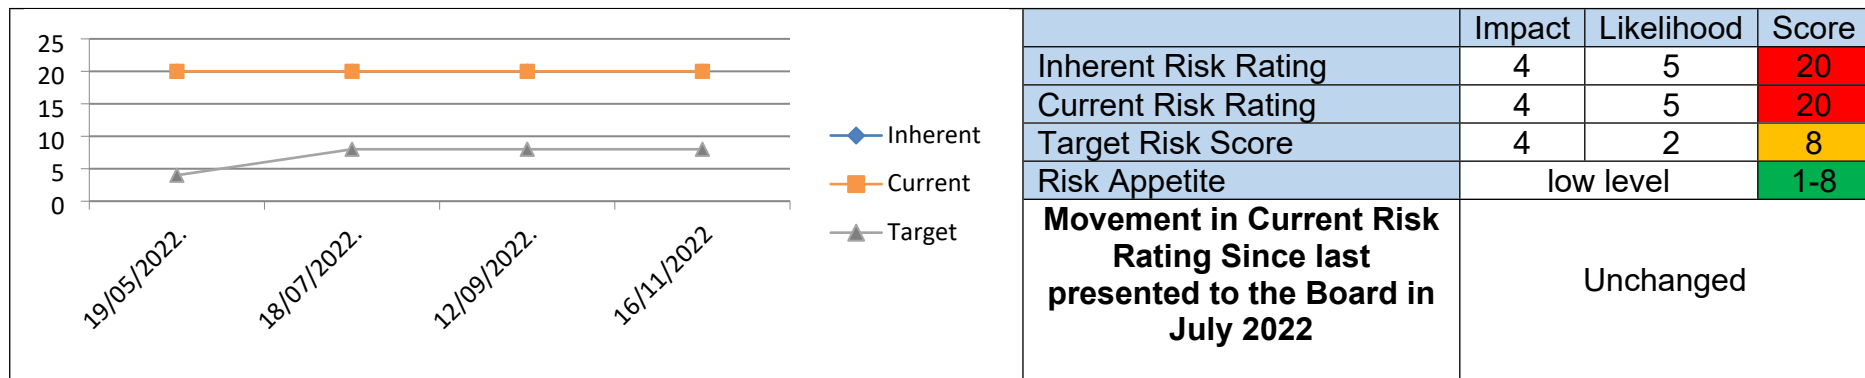 25
20
15
10
5
0
19/05/2022.
18/07/2022.
12/09/2022.
16/11/2022
Inherent
Current
Target
Impact Likelihood Score
Inherent Risk Rating 4 5 20
Current Risk Rating 4 5 20
Target Risk Score 4 2 8
Risk Appetite low level 1-8
Movement in Current Risk
Rating Since last
presented to the Board in
July 2022
Unchanged